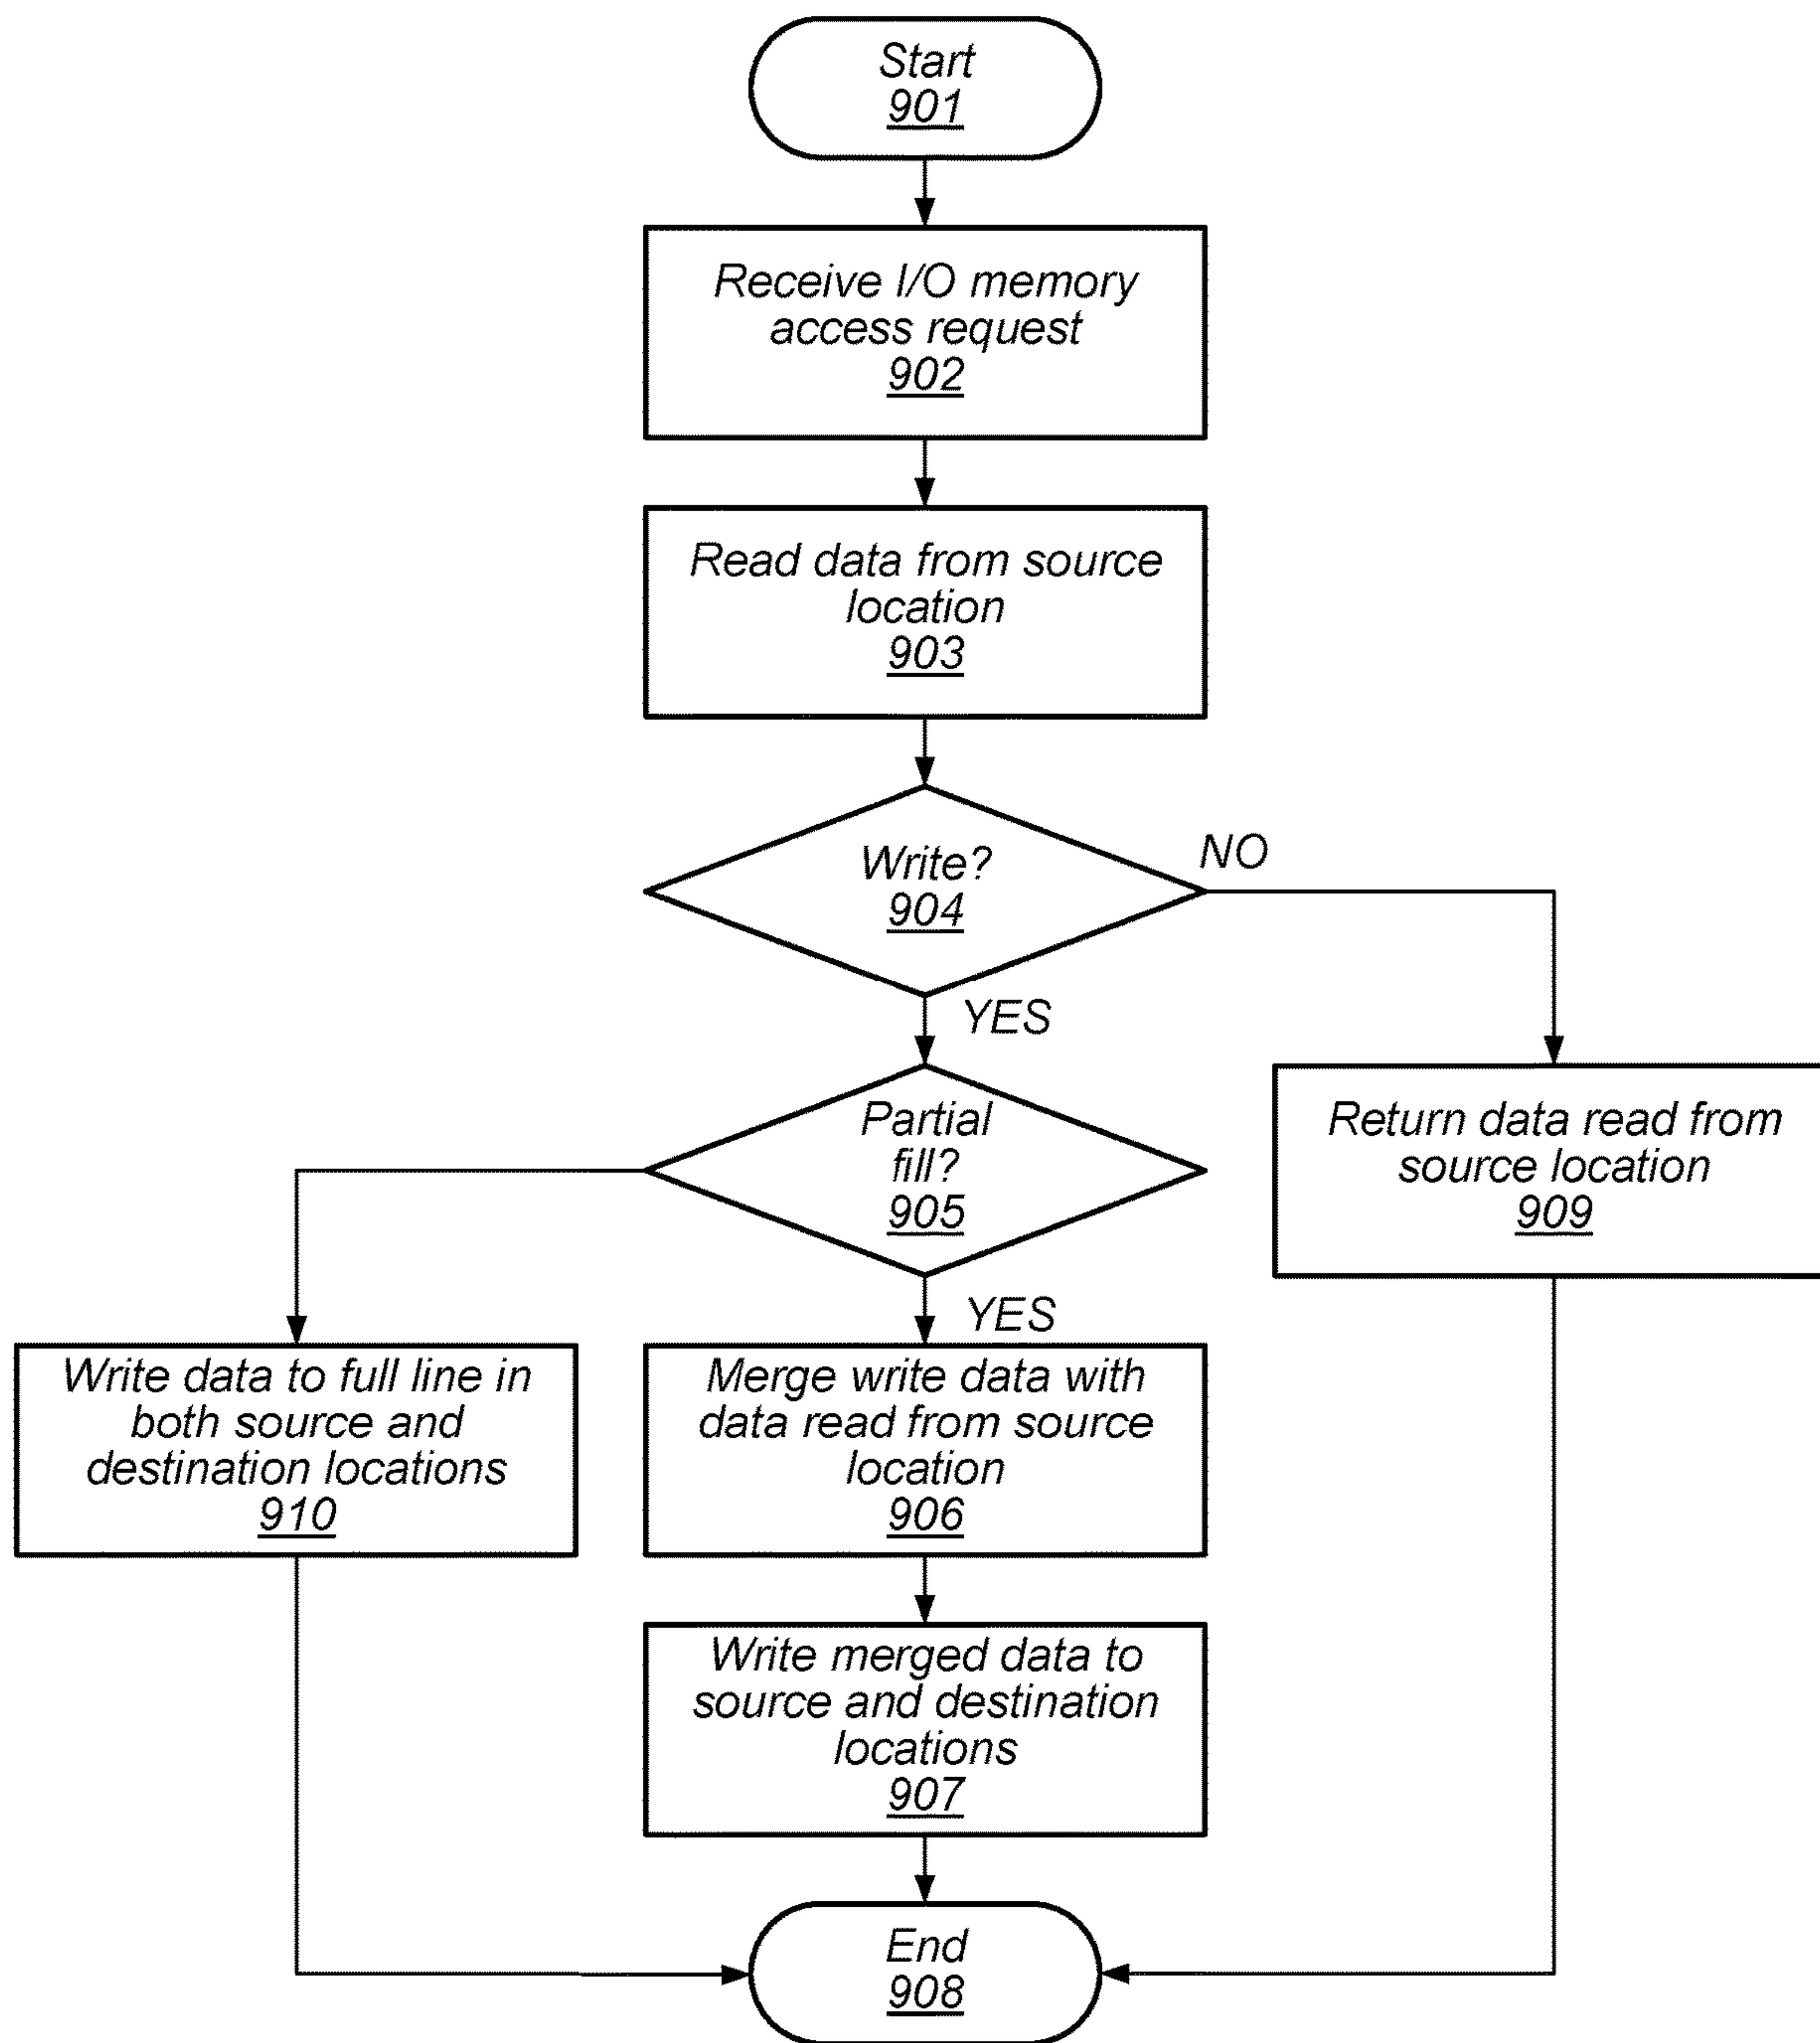 Start
901
Receive I/O memory
access request
902
Read data from source
location
903
Write?
904
NO
YES
Partial
fill?
905
Return data read from
source location
909
YES
Write data to full line in
both source and
destination locations
910
Merge write data with
data read from source
location
906
Write merged data to
source and destination
locations
907
End
908